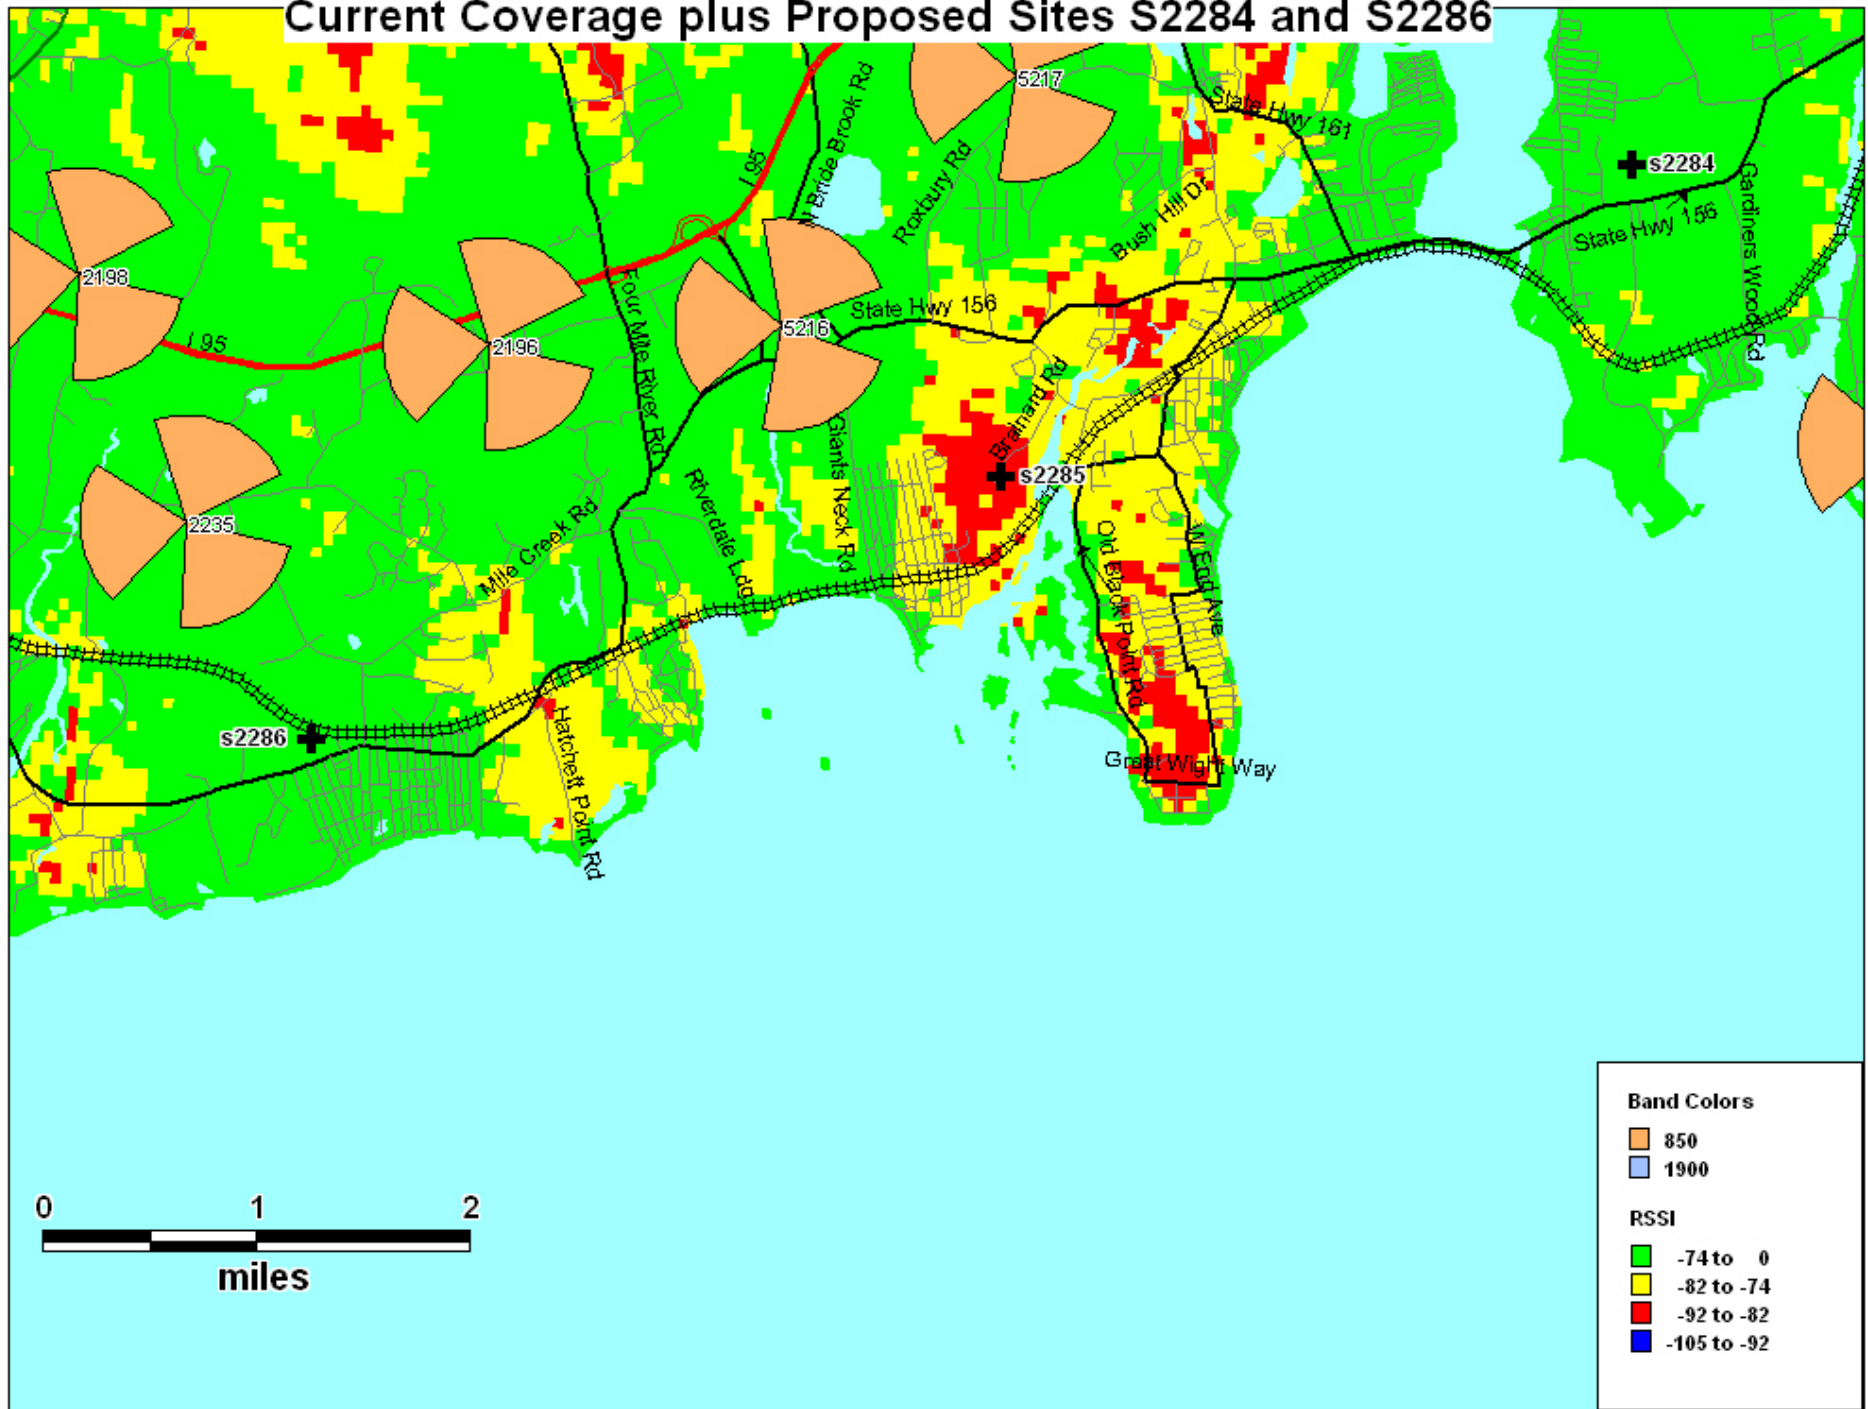 Current Coverage plus Proposed Sites S2284 and S2286
5217
State Hwy 161
s2284
N Bride Brook Rd
I 95
Roxbury Rd
Bush Hill Dr
State Hwy 156
Gardiners Wood Rd
2198
I 95
2196
Four Mile River Rd
5216
State Hwy 156
Brainard Rd
s2285
2235
Mile Creek Rd
Riverdale Ldg
Giants Neck Rd
Old Black Point Rd
W End Ave
s2286
Hatchett Point Rd
Great Wight Way
Band Colors
850
1900
RSSI
-74 to 0
-82 to -74
-92 to -82
-105 to -92
0 1 2
miles